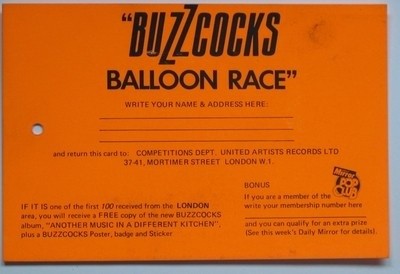 "BUZZCOCKS
BALLOON RACE"
WRITE YOUR NAME & ADDRESS HERE:
and return this card to: COMPETITIONS DEPT. UNITED ARTISTS RECORDS LTD
37-41, MORTIMER STREET LONDON W.1.
BONUS
If you are a member of the Mirror POP CLUB
write your membership number here
and you can qualify for an extra prize
(See this week's Daily Mirror for details).
IF IT IS one of the first 100 received from the LONDON
area, you will receive a FREE copy of the new BUZZCOCKS
album, "ANOTHER MUSIC IN A DIFFERENT KITCHEN",
plus a BUZZCOCKS Poster, badge and Sticker